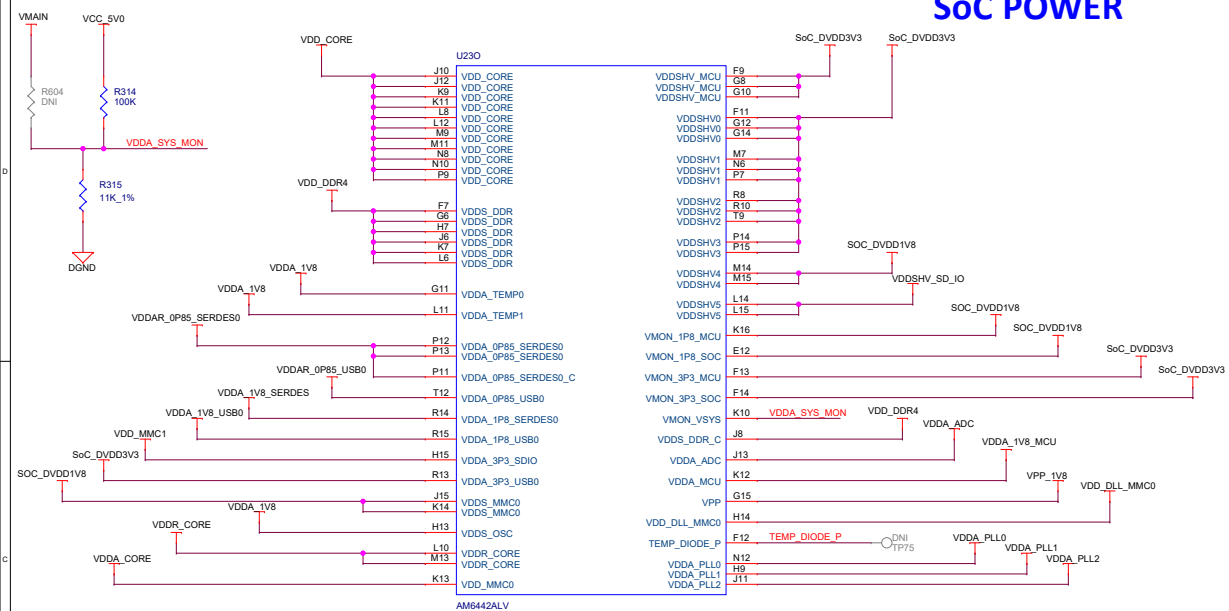 SoC POWER
VMAIN
VCC_5V0
R604
DNI
R314
100K
VDDA_SYS_MON
R315
11K_1%
DGND
D
C
VDD_CORE
U23O
J10 VDD_CORE
J12 VDD_CORE
K9 VDD_CORE
K11 VDD_CORE
L8 VDD_CORE
L12 VDD_CORE
M9 VDD_CORE
M11 VDD_CORE
N8 VDD_CORE
N10 VDD_CORE
P9 VDD_CORE
VDD_DDR4
F7 VDDS_DDR
G6 VDDS_DDR
H7 VDDS_DDR
J6 VDDS_DDR
K7 VDDS_DDR
L6 VDDS_DDR
VDDA_1V8
G11 VDDA_TEMP0
VDDA_1V8
L11 VDDA_TEMP1
VDDAR_0P85_SERDES0
P12 VDDA_0P85_SERDES0
P13 VDDA_0P85_SERDES0
P11 VDDA_0P85_SERDES0_C
VDDAR_0P85_USB0
T12 VDDA_0P85_USB0
VDDA_1V8_SERDES
R14 VDDA_1P8_SERDES0
VDDA_1V8_USB0
R15 VDDA_1P8_USB0
VDD_MMC1
H15 VDDA_3P3_SDIO
SoC_DVDD3V3
R13 VDDA_3P3_USB0
SOC_DVDD1V8
J15 VDDS_MMC0
K14 VDDS_MMC0
VDDA_1V8
H13 VDDS_OSC
VDDR_CORE
L10 VDDR_CORE
M13 VDDR_CORE
VDDA_CORE
K13 VDD_MMC0
AM6442ALV
SoC_DVDD3V3
SoC_DVDD3V3
VDDSHV_MCU F9
VDDSHV_MCU G8
VDDSHV_MCU G10
VDDSHV0 F11
VDDSHV0 G12
VDDSHV0 G14
VDDSHV1 M7
VDDSHV1 N6
VDDSHV1 P7
VDDSHV2 R8
VDDSHV2 R10
VDDSHV2 T9
VDDSHV3 P14
VDDSHV3 P15
SOC_DVDD1V8
VDDSHV4 M14
VDDSHV4 M15
VDDSHV_SD_IO
VDDSHV5 L14
VDDSHV5 L15
SOC_DVDD1V8
VMON_1P8_MCU K16
SOC_DVDD1V8
VMON_1P8_SOC E12
SoC_DVDD3V3
VMON_3P3_MCU F13
SoC_DVDD3V3
VMON_3P3_SOC F14
VMON_VSYS K10 VDDA_SYS_MON
VDD_DDR4
VDDS_DDR_C J8
VDDA_ADC
VDDA_ADC J13
VDDA_1V8_MCU
VDDA_MCU K12
VPP_1V8
VPP G15
VDD_DLL_MMC0
VDD_DLL_MMC0 H14
TEMP_DIODE_P F12 TEMP_DIODE_P
DNI
TP75
VDDA_PLL0
VDDA_PLL0 N12
VDDA_PLL1
VDDA_PLL1 H9
VDDA_PLL2
VDDA_PLL2 J11